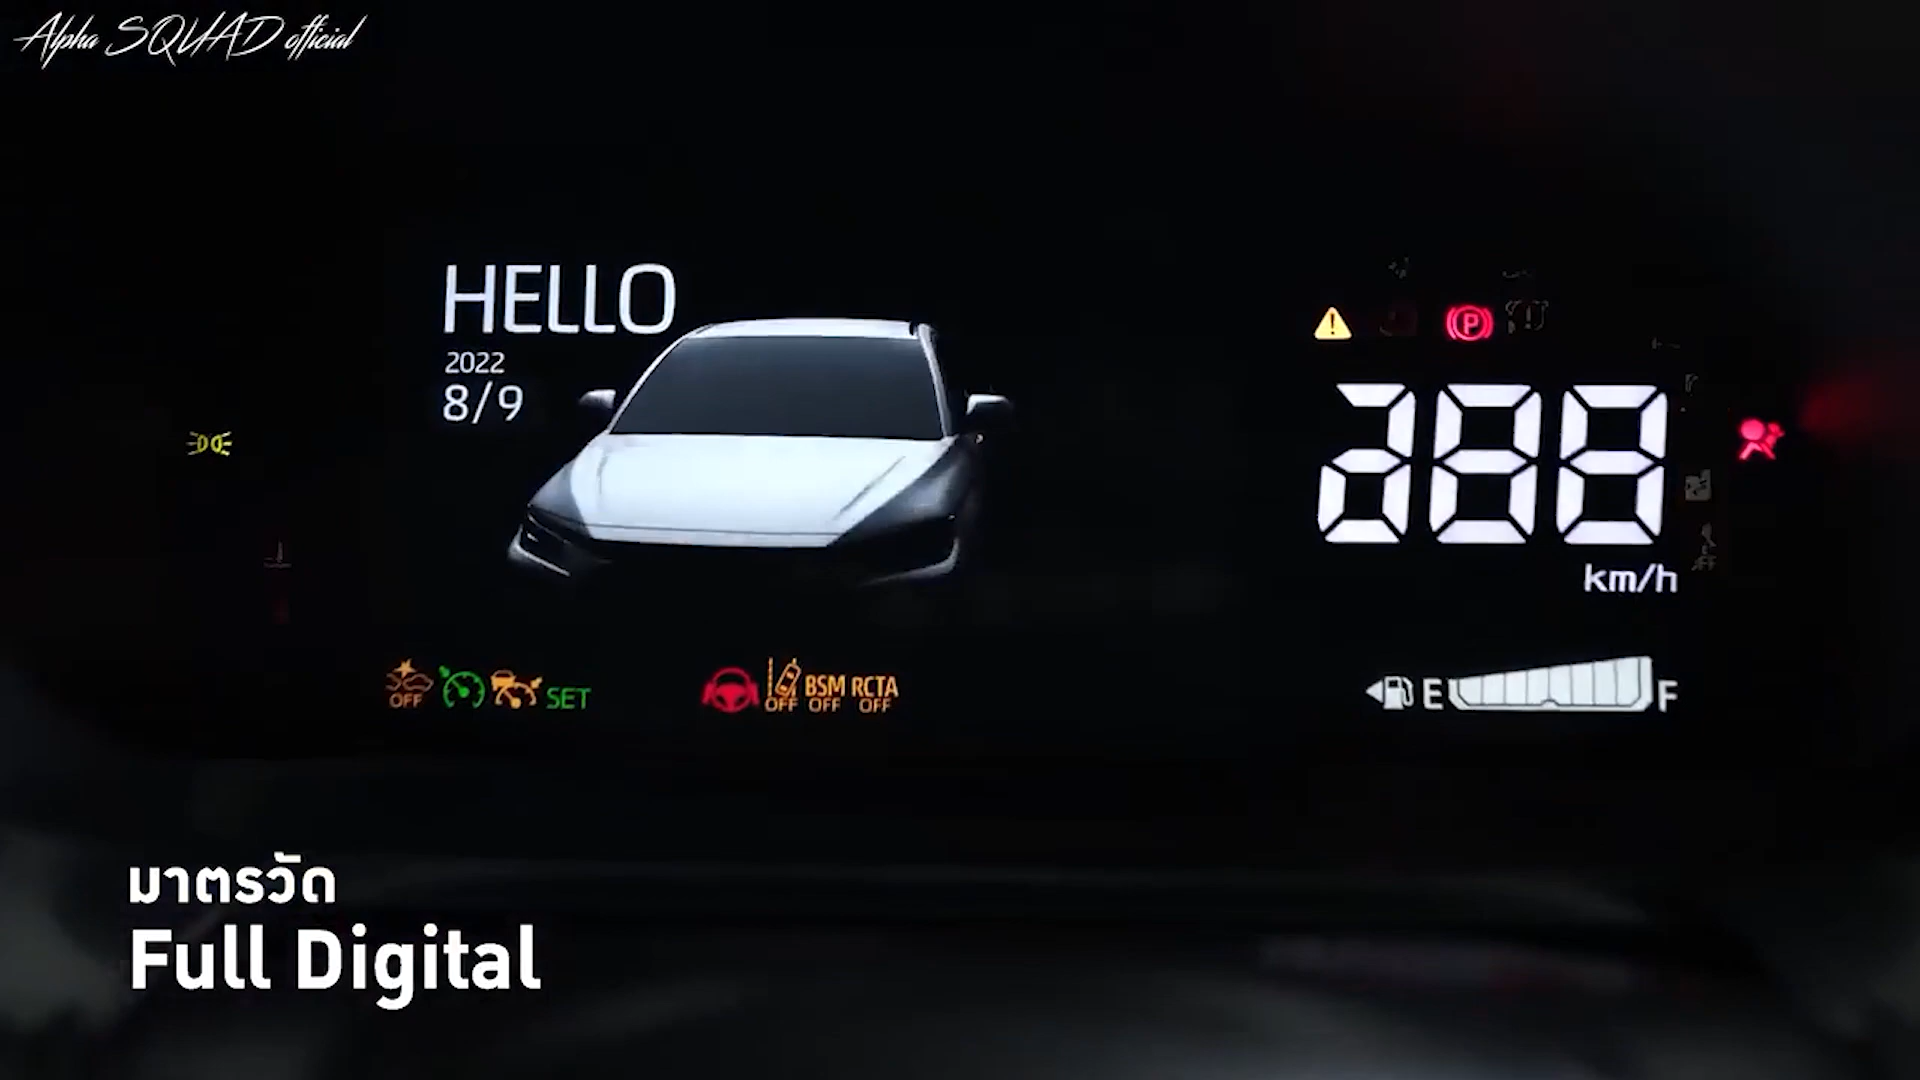 Alpha SQUAD official
HELLO
2022
8/9
P
288
km/h
OFF
SET
OFF
BSM OFF
RCTA OFF
E
F
มาตรวัด
Full Digital